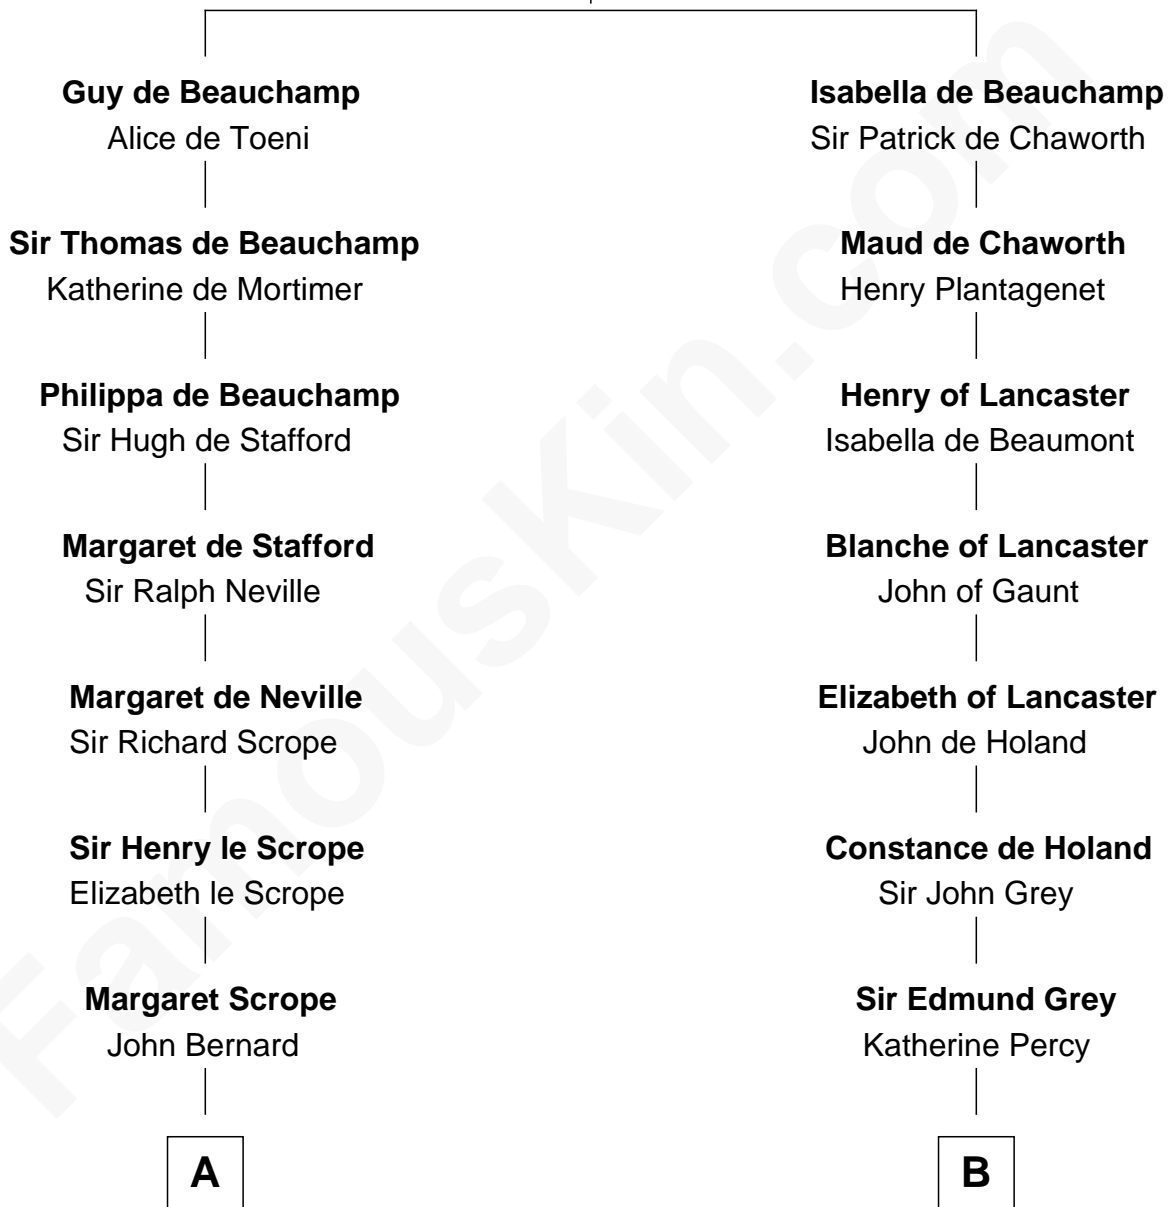 Guy de Beauchamp
Alice de Toeni
Sir Thomas de Beauchamp
Katherine de Mortimer
Philippa de Beauchamp
Sir Hugh de Stafford
Margaret de Stafford
Sir Ralph Neville
Margaret de Neville
Sir Richard Scrope
Sir Henry le Scrope
Elizabeth le Scrope
Margaret Scrope
John Bernard
A
Isabella de Beauchamp
Sir Patrick de Chaworth
Maud de Chaworth
Henry Plantagenet
Henry of Lancaster
Isabella de Beaumont
Blanche of Lancaster
John of Gaunt
Elizabeth of Lancaster
John de Holand
Constance de Holand
Sir John Grey
Sir Edmund Grey
Katherine Percy
B
FamousKin.com